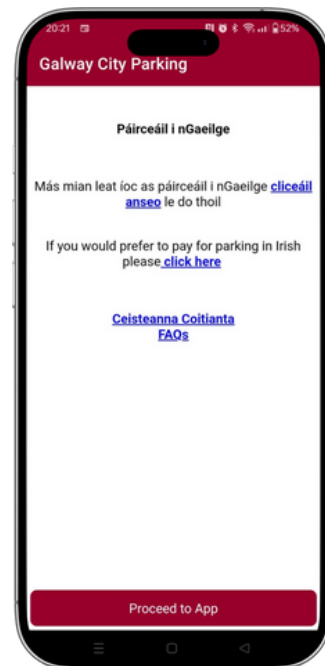 20:21 52%
Galway City Parking
Páirceáil i nGaeilge
Más mian leat íoc as páirceáil i nGaeilge cliceáil
anseo le do thoil
If you would prefer to pay for parking in Irish
please click here
Ceisteanna Coitianta
FAQs
Proceed to App